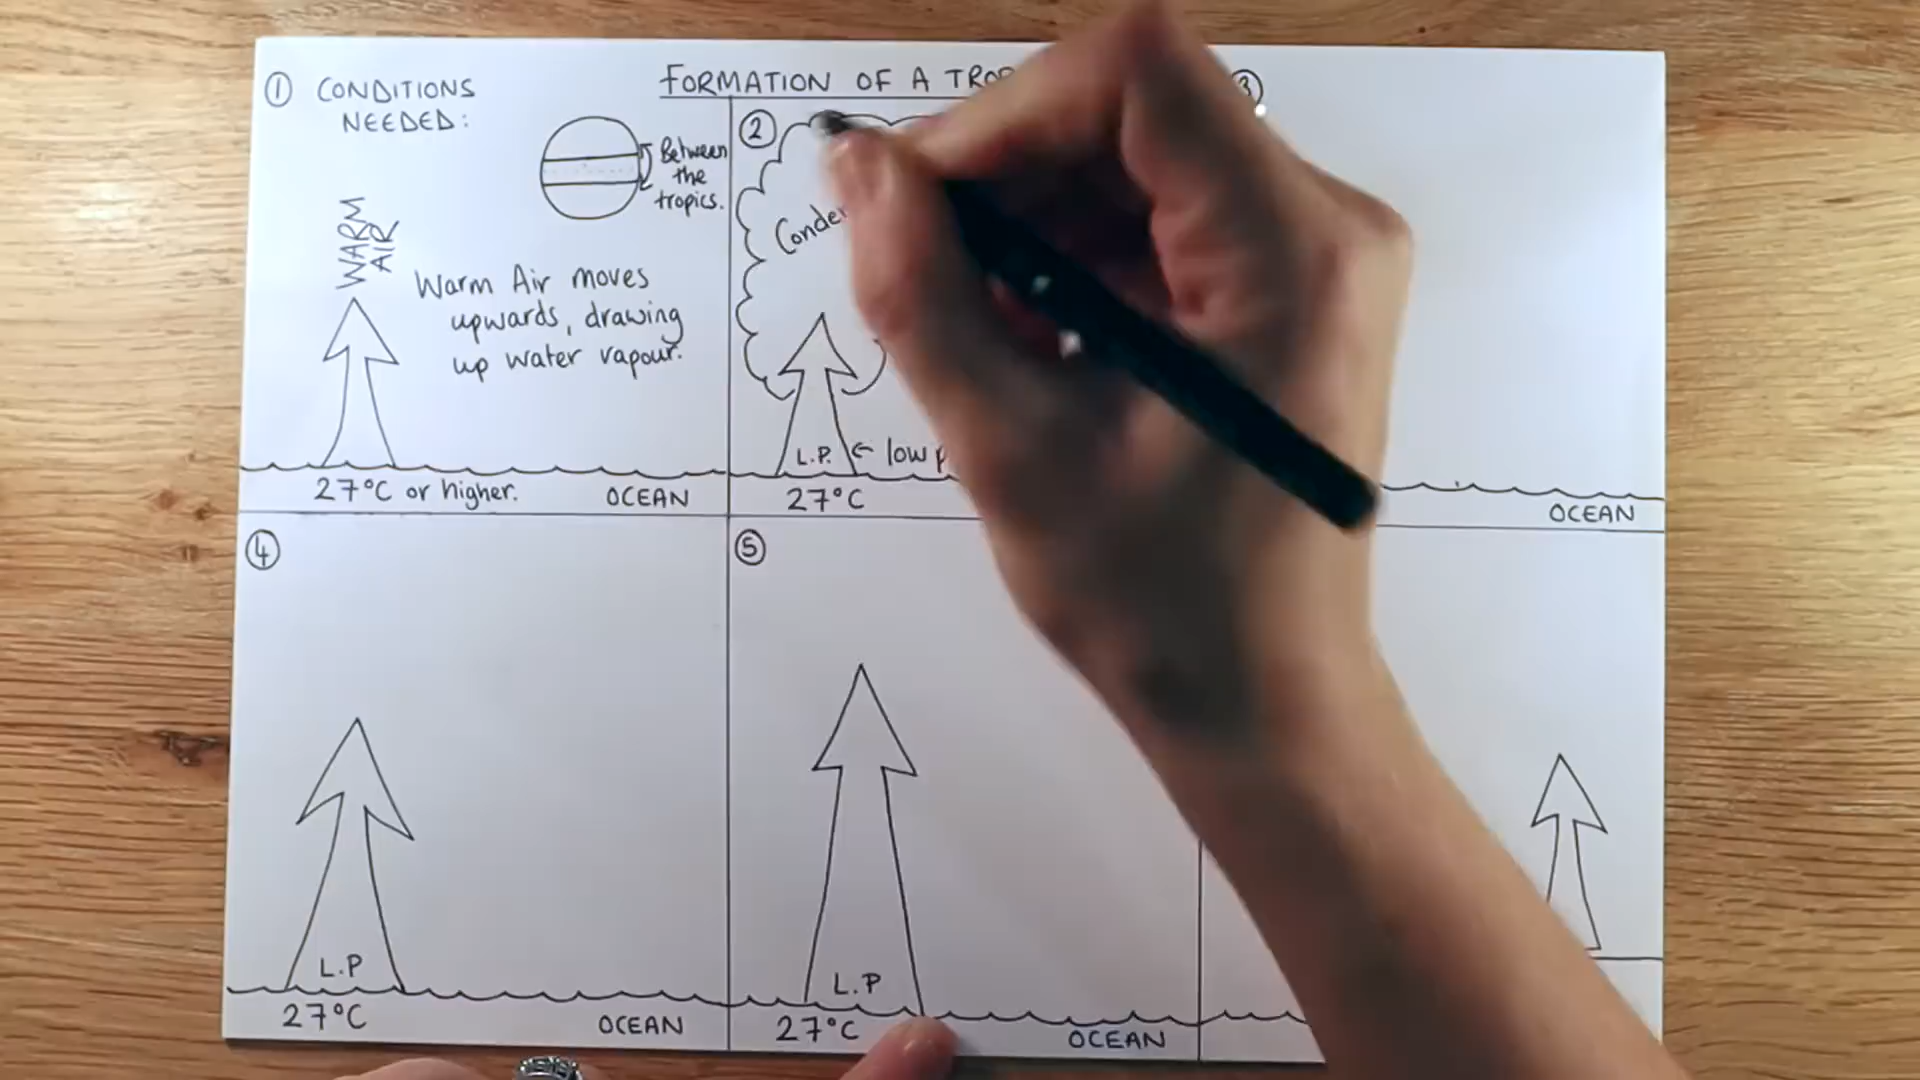 FORMATION OF A
① CONDITIONS
NEEDED:
Between
the
tropics.
WARM
AIR
Warm Air moves
upwards, drawing
up water vapour.
27°C or higher.
OCEAN
②
L.P. ← low
27°C
③
OCEAN
④
L.P
27°C
OCEAN
⑤
L.P
27°C
OCEAN